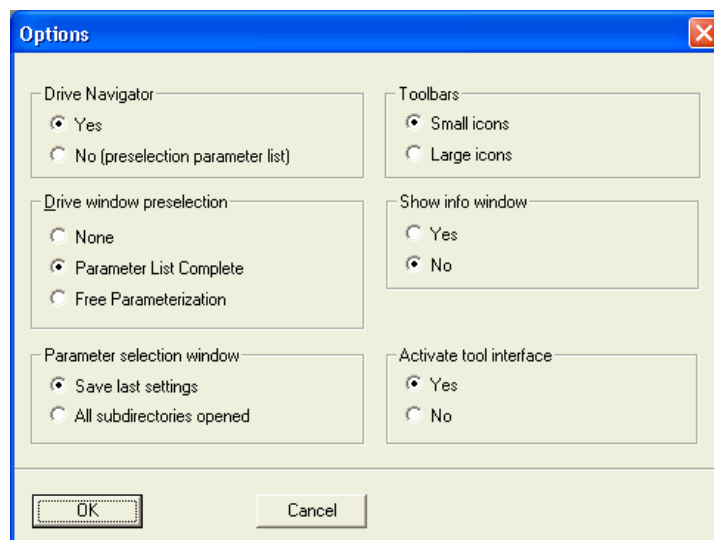 Options
Drive Navigator
Yes
No (preselection parameter list)
Toolbars
Small icons
Large icons
Drive window preselection
None
Parameter List Complete
Free Parameterization
Show info window
Yes
No
Parameter selection window
Save last settings
All subdirectories opened
Activate tool interface
Yes
No
OK
Cancel